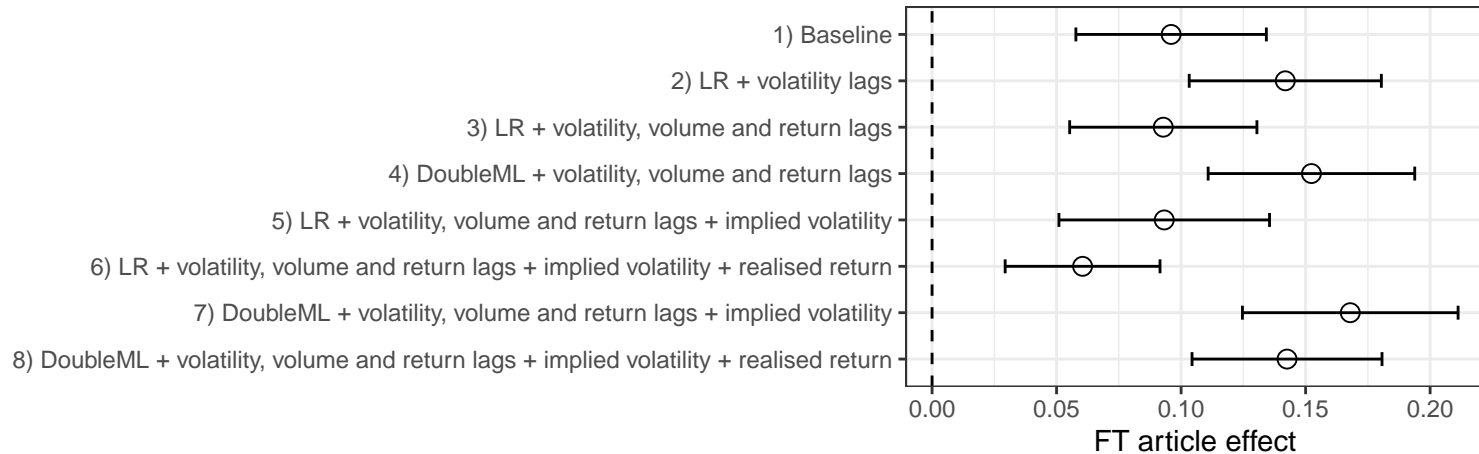 1) Baseline
2) LR + volatility lags
3) LR + volatility, volume and return lags
4) DoubleML + volatility, volume and return lags
5) LR + volatility, volume and return lags + implied volatility
6) LR + volatility, volume and return lags + implied volatility + realised return
7) DoubleML + volatility, volume and return lags + implied volatility
8) DoubleML + volatility, volume and return lags + implied volatility + realised return
0.00 0.05 0.10 0.15 0.20
FT article effect